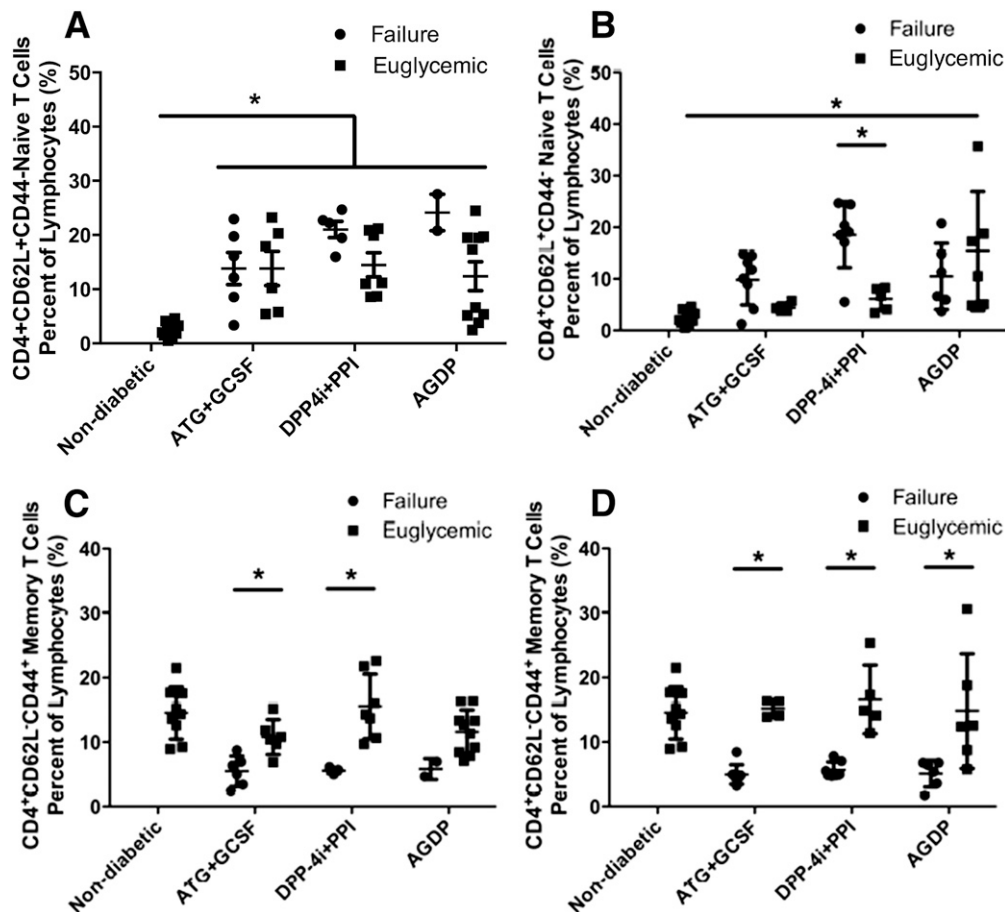 A
Failure
Euglycemic
CD4+CD62L+CD44-Naive T Cells
Percent of Lymphocytes (%)
50
40
30
20
10
0
*
Non-diabetic
ATG+GCSF
DPP4i+PPI
AGDP
B
Failure
Euglycemic
CD4⁺CD62L⁺CD44⁻ Naive T Cells
Percent of Lymphocytes (%)
50
40
30
20
10
0
*
*
Non-diabetic
ATG+GCSF
DPP-4i+PPI
AGDP
C
Failure
Euglycemic
CD4⁺CD62L⁻CD44⁺ Memory T Cells
Percent of Lymphocytes (%)
40
30
20
10
0
*
*
Non-diabetic
ATG+GCSF
DPP-4i+PPI
AGDP
D
Failure
Euglycemic
CD4⁺CD62L⁻CD44⁺ Memory T Cells
Percent of Lymphocytes (%)
40
30
20
10
0
*
*
*
Non-diabetic
ATG+GCSF
DPP-4i+PPI
AGDP